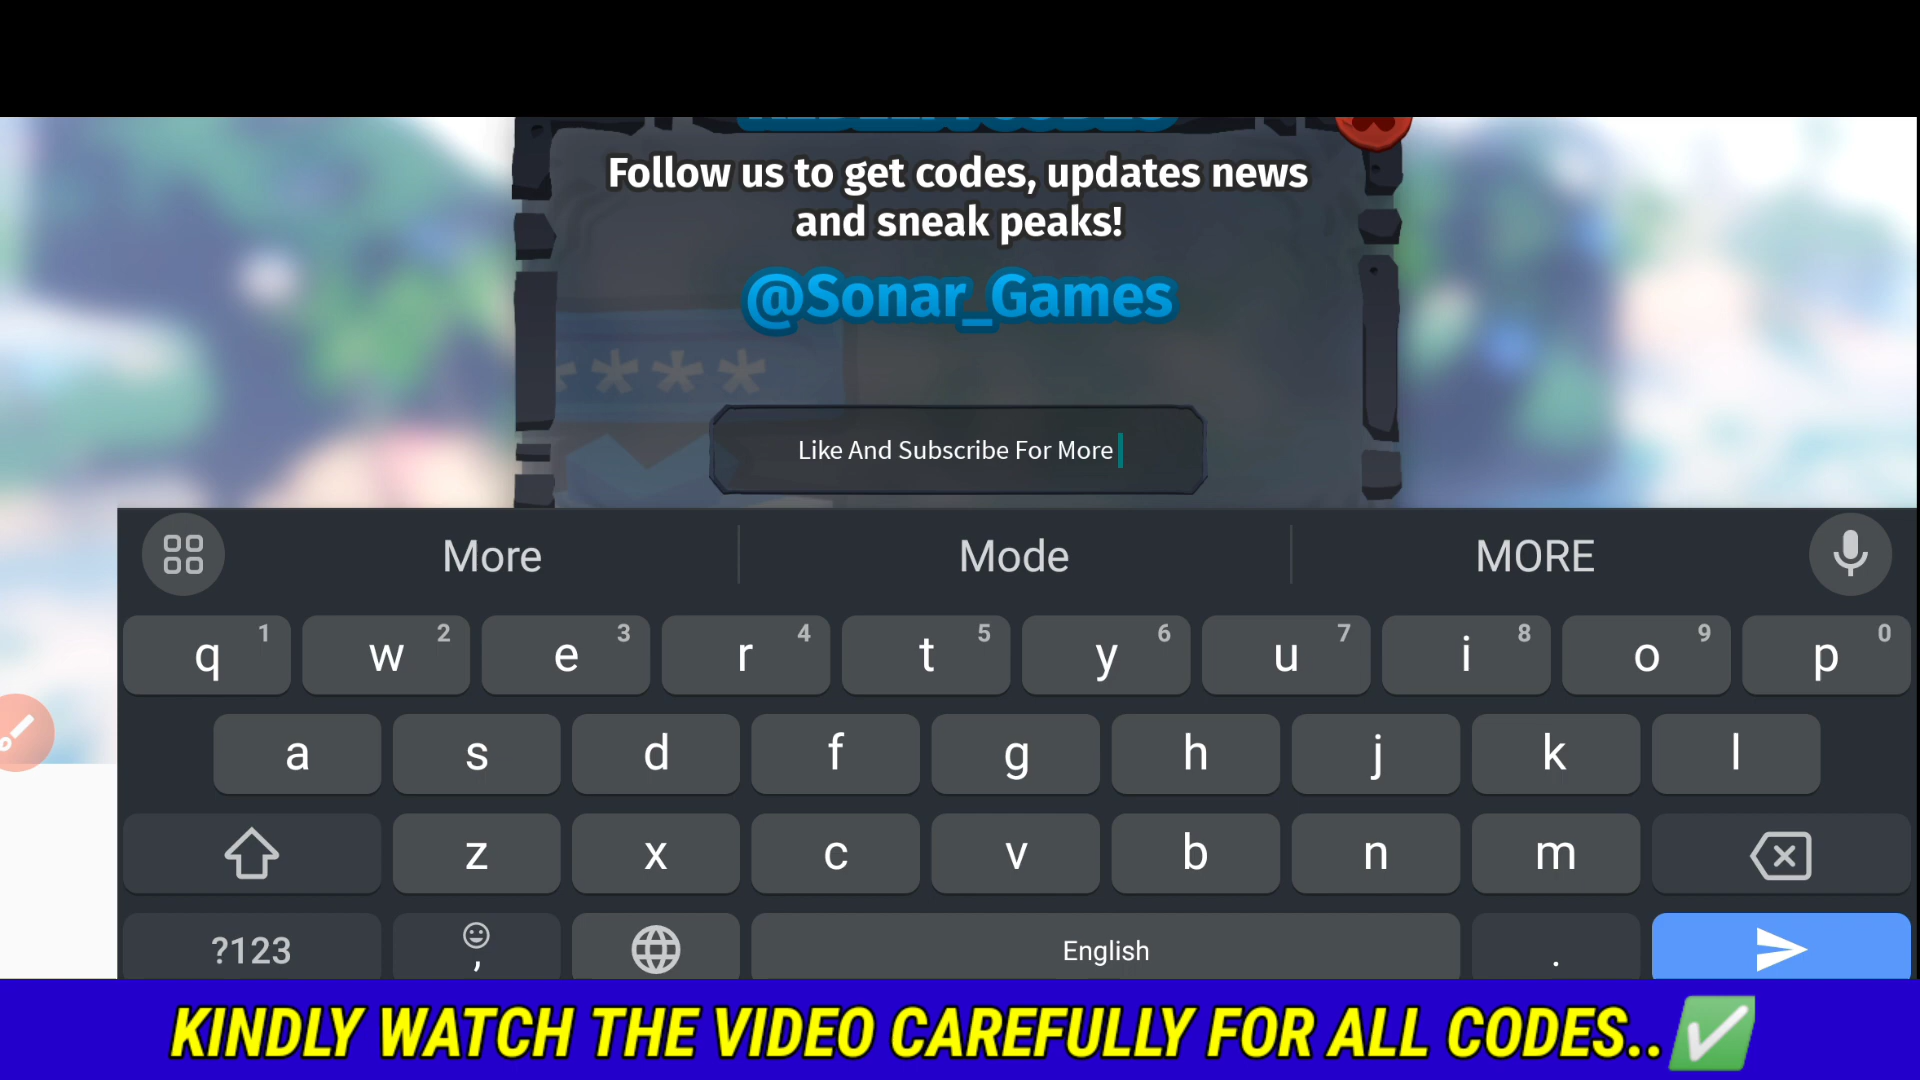 Follow us to get codes, updates news
and sneak peaks!
@Sonar_Games
Like And Subscribe For More
More Mode MORE
q 1 w 2 e 3 r 4 t 5 y 6 u 7 i 8 o 9 p 0
a s d f g h j k l
z x c v b n m
?123 , English .
KINDLY WATCH THE VIDEO CAREFULLY FOR ALL CODES..✅